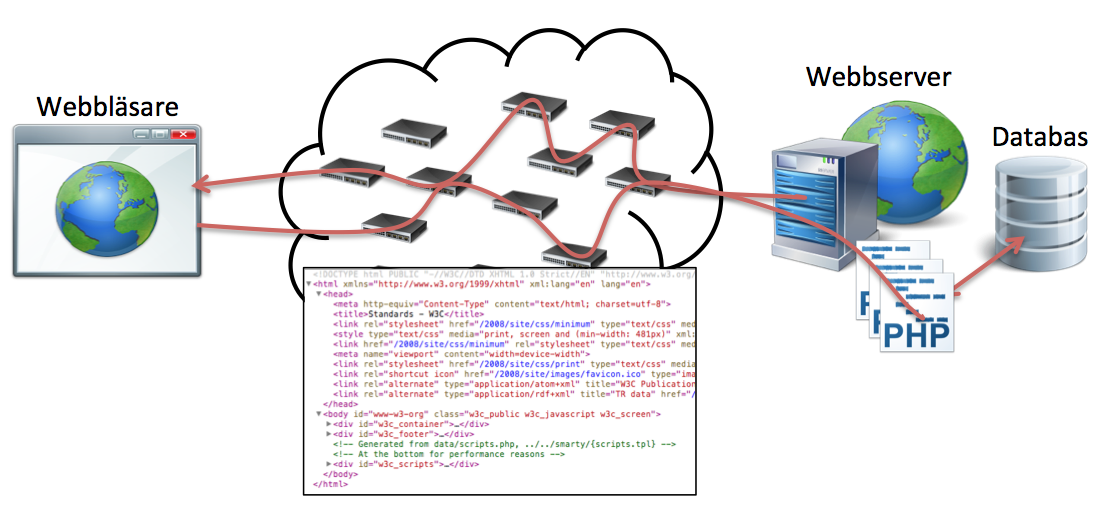 Webbläsare
Webbserver
Databas
PHP
<!DOCTYPE html PUBLIC "-//W3C//DTD XHTML 1.0 Strict//EN" "http://www.w3.org/
<html xmlns="http://www.w3.org/1999/xhtml" xml:lang="en" lang="en">
<head>
<meta http-equiv="Content-Type" content="text/html; charset=utf-8">
<title>Standards - W3C</title>
<link rel="stylesheet" href="/2008/site/css/minimum" type="text/css" med
<style type="text/css" media="print, screen and (min-width: 481px)" xml:
<link href="/2008/site/css/minimum" rel="stylesheet" type="text/css" med
<meta name="viewport" content="width=device-width">
<link rel="stylesheet" href="/2008/site/css/print" type="text/css" media
<link rel="shortcut icon" href="/2008/site/images/favicon.ico" type="ima
<link rel="alternate" type="application/atom+xml" title="W3C Publication
<link rel="alternate" type="application/rdf+xml" title="TR data" href="/
</head>
<body id="www-w3-org" class="w3c_public w3c_javascript w3c_screen">
<div id="w3c_container">…</div>
<div id="w3c_footer">…</div>
<!-- Generated from data/scripts.php, ../../smarty/{scripts.tpl} -->
<!-- At the bottom for performance reasons -->
<div id="w3c_scripts">…</div>
</body>
</html>